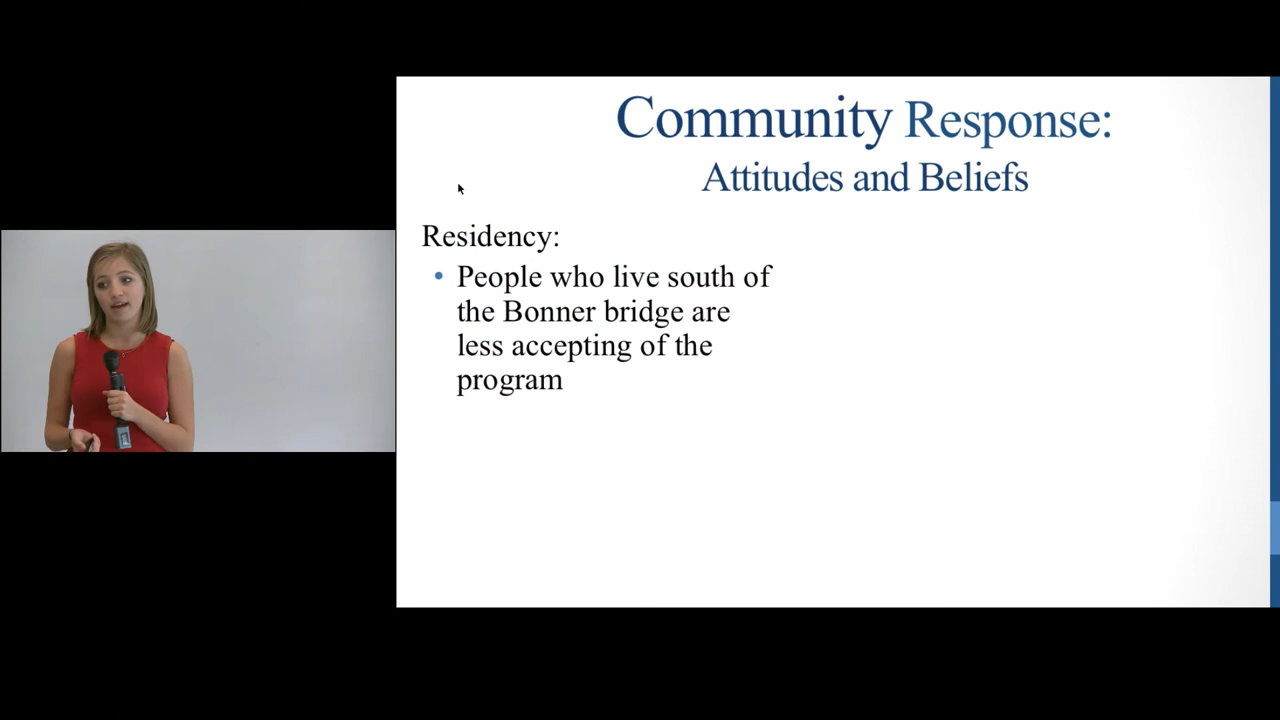 Community Response:
Attitudes and Beliefs
Residency:
• People who live south of
the Bonner bridge are
less accepting of the
program